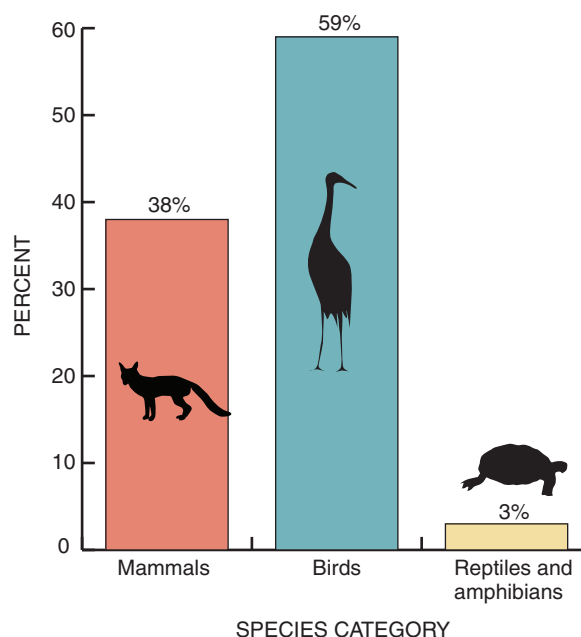 60
50
40
30
20
10
0
PERCENT
38%
59%
3%
Mammals
Birds
Reptiles and
amphibians
SPECIES CATEGORY